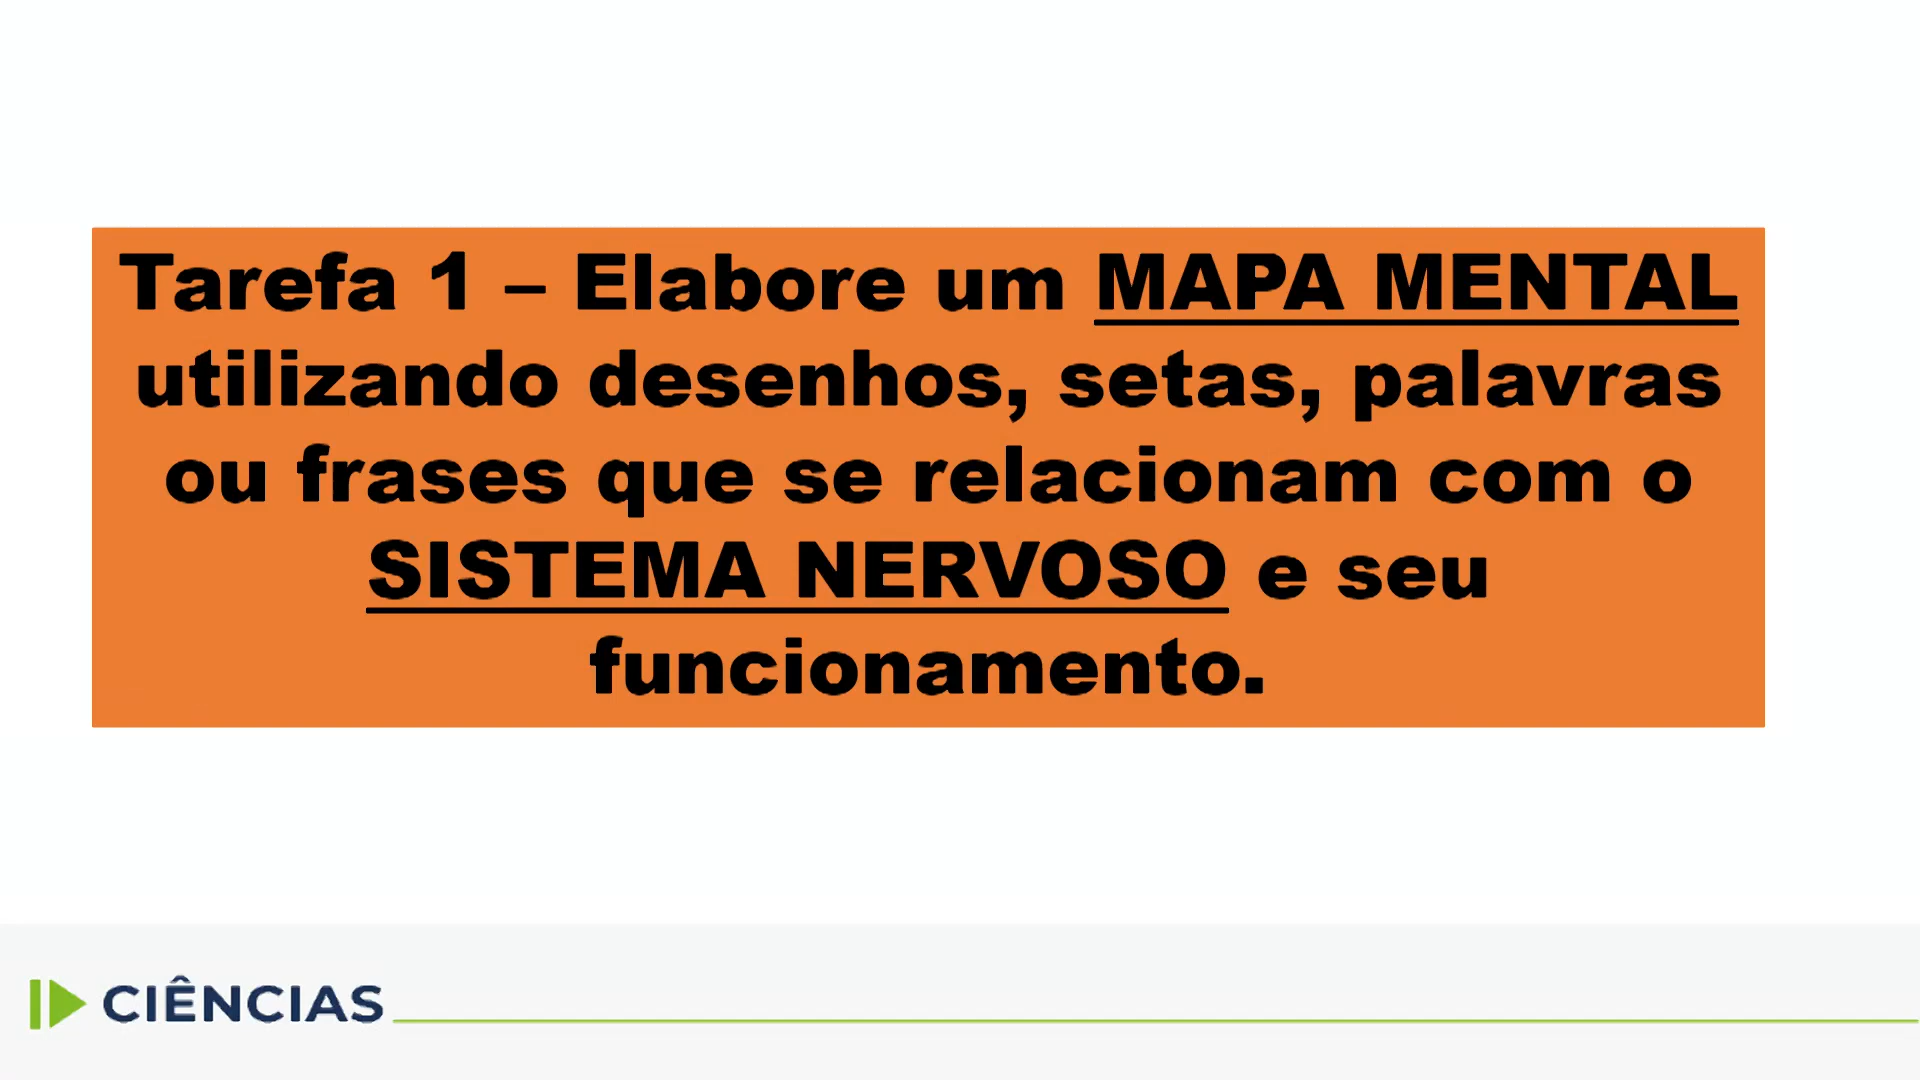 Tarefa 1 – Elabore um MAPA MENTAL
utilizando desenhos, setas, palavras
ou frases que se relacionam com o
SISTEMA NERVOSO e seu
funcionamento.
CIÊNCIAS